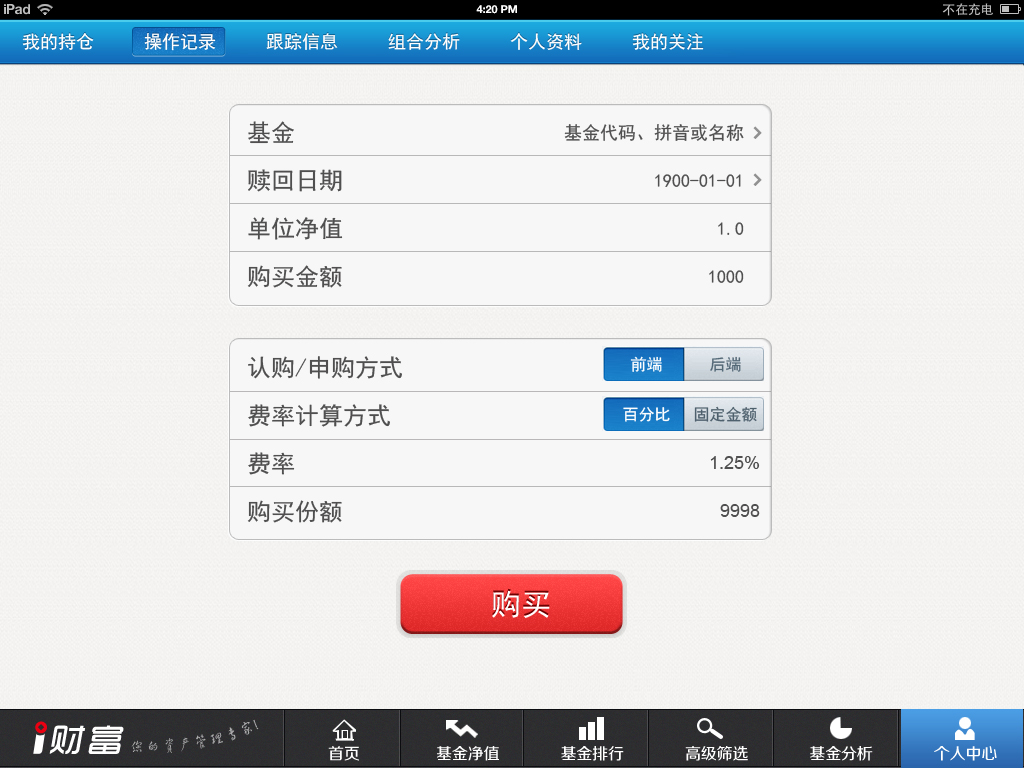 iPad 4:20 PM 不在充电
我的持仓 操作记录 跟踪信息 组合分析 个人资料 我的关注
基金 基金代码、拼音或名称
赎回日期 1900-01-01
单位净值 1.0
购买金额 1000
认购/申购方式 前端 后端
费率计算方式 百分比 固定金额
费率 1.25%
购买份额 9998
购买
i财富 你的资产管理专家!
首页 基金净值 基金排行 高级筛选 基金分析 个人中心